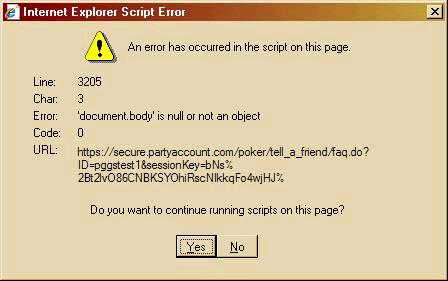 Internet Explorer Script Error
An error has occurred in the script on this page.
Line: 3205
Char: 3
Error: 'document.body' is null or not an object
Code: 0
URL: https://secure.partyaccount.com/poker/tell_a_friend/faq.do?
ID=pggstest1&sessionKey=bNs%
2Bt2IvO86CNBKSYOhiRscNIkkqFo4wjHJ%
Do you want to continue running scripts on this page?
Yes No